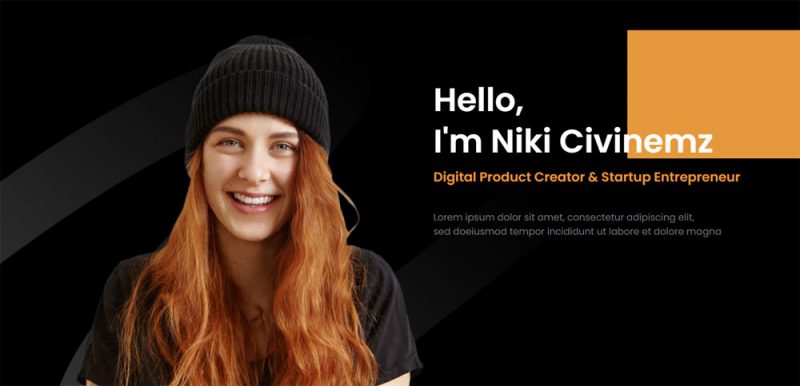 Hello,
I'm Niki Civinemz
Digital Product Creator & Startup Entrepreneur
Lorem ipsum dolor sit amet, consectetur adipiscing elit,
sed doeiusmod tempor incididunt ut labore et dolore magna